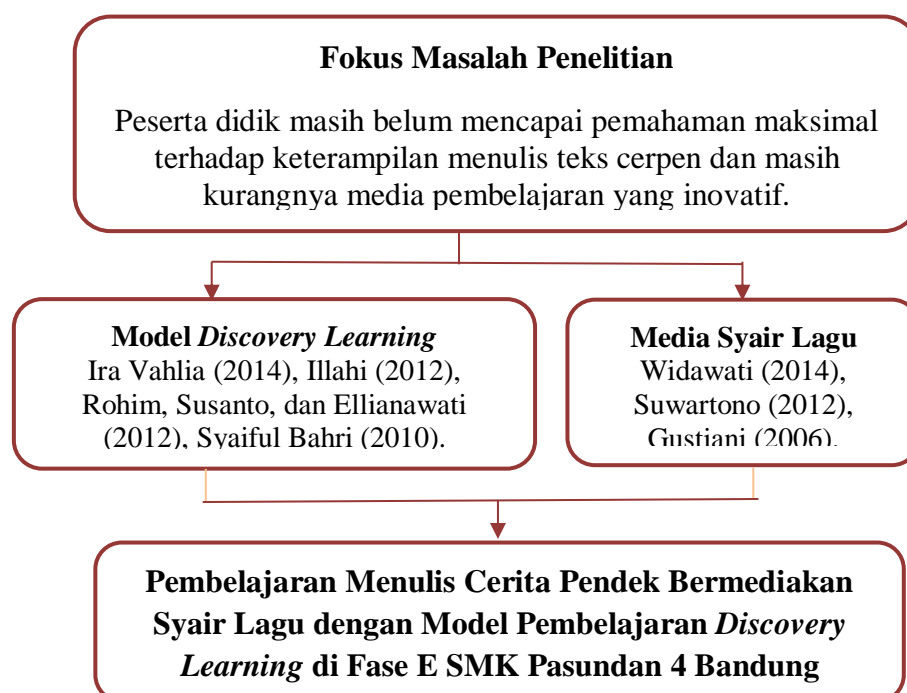 Fokus Masalah Penelitian
Peserta didik masih belum mencapai pemahaman maksimal
terhadap keterampilan menulis teks cerpen dan masih
kurangnya media pembelajaran yang inovatif.
Model Discovery Learning
Ira Vahlia (2014), Illahi (2012),
Rohim, Susanto, dan Ellianawati
(2012), Syaiful Bahri (2010).
Media Syair Lagu
Widawati (2014),
Suwartono (2012),
Gustiani (2006).
Pembelajaran Menulis Cerita Pendek Bermediakan
Syair Lagu dengan Model Pembelajaran Discovery
Learning di Fase E SMK Pasundan 4 Bandung